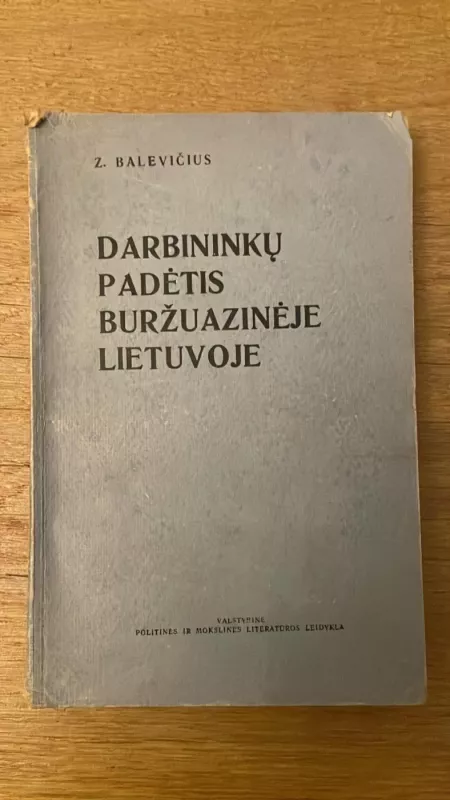 Z. BALEVIČIUS
DARBININKŲ
PADĖTIS
BURŽUAZINĖJE
LIETUVOJE
VALSTYBINĖ
POLITINĖS IR MOKSLINĖS LITERATŪROS LEIDYKLA